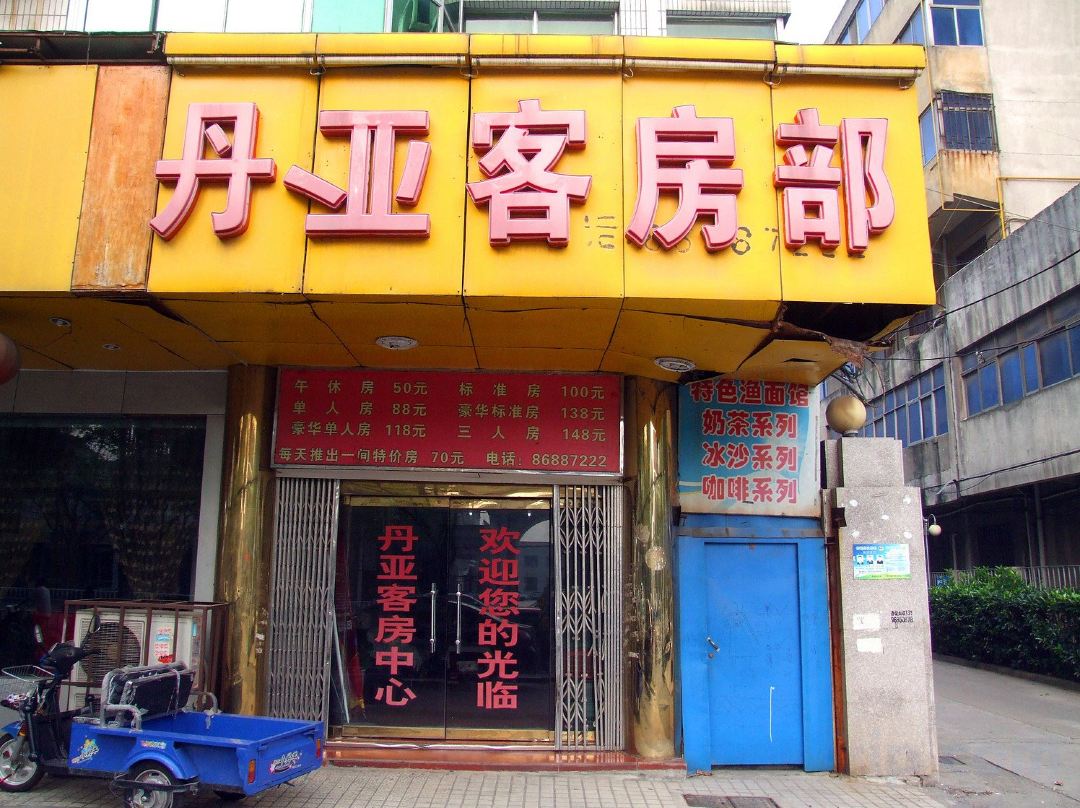 丹亚客房部
午休房 50元 标准房 100元
单人房 88元 豪华标准房 138元
豪华单人房 118元 三人房 148元
每天推出一间特价房 70元 电话:86887222
特色渔面馆
奶茶系列
冰沙系列
咖啡系列
丹亚客房中心
欢迎您的光临